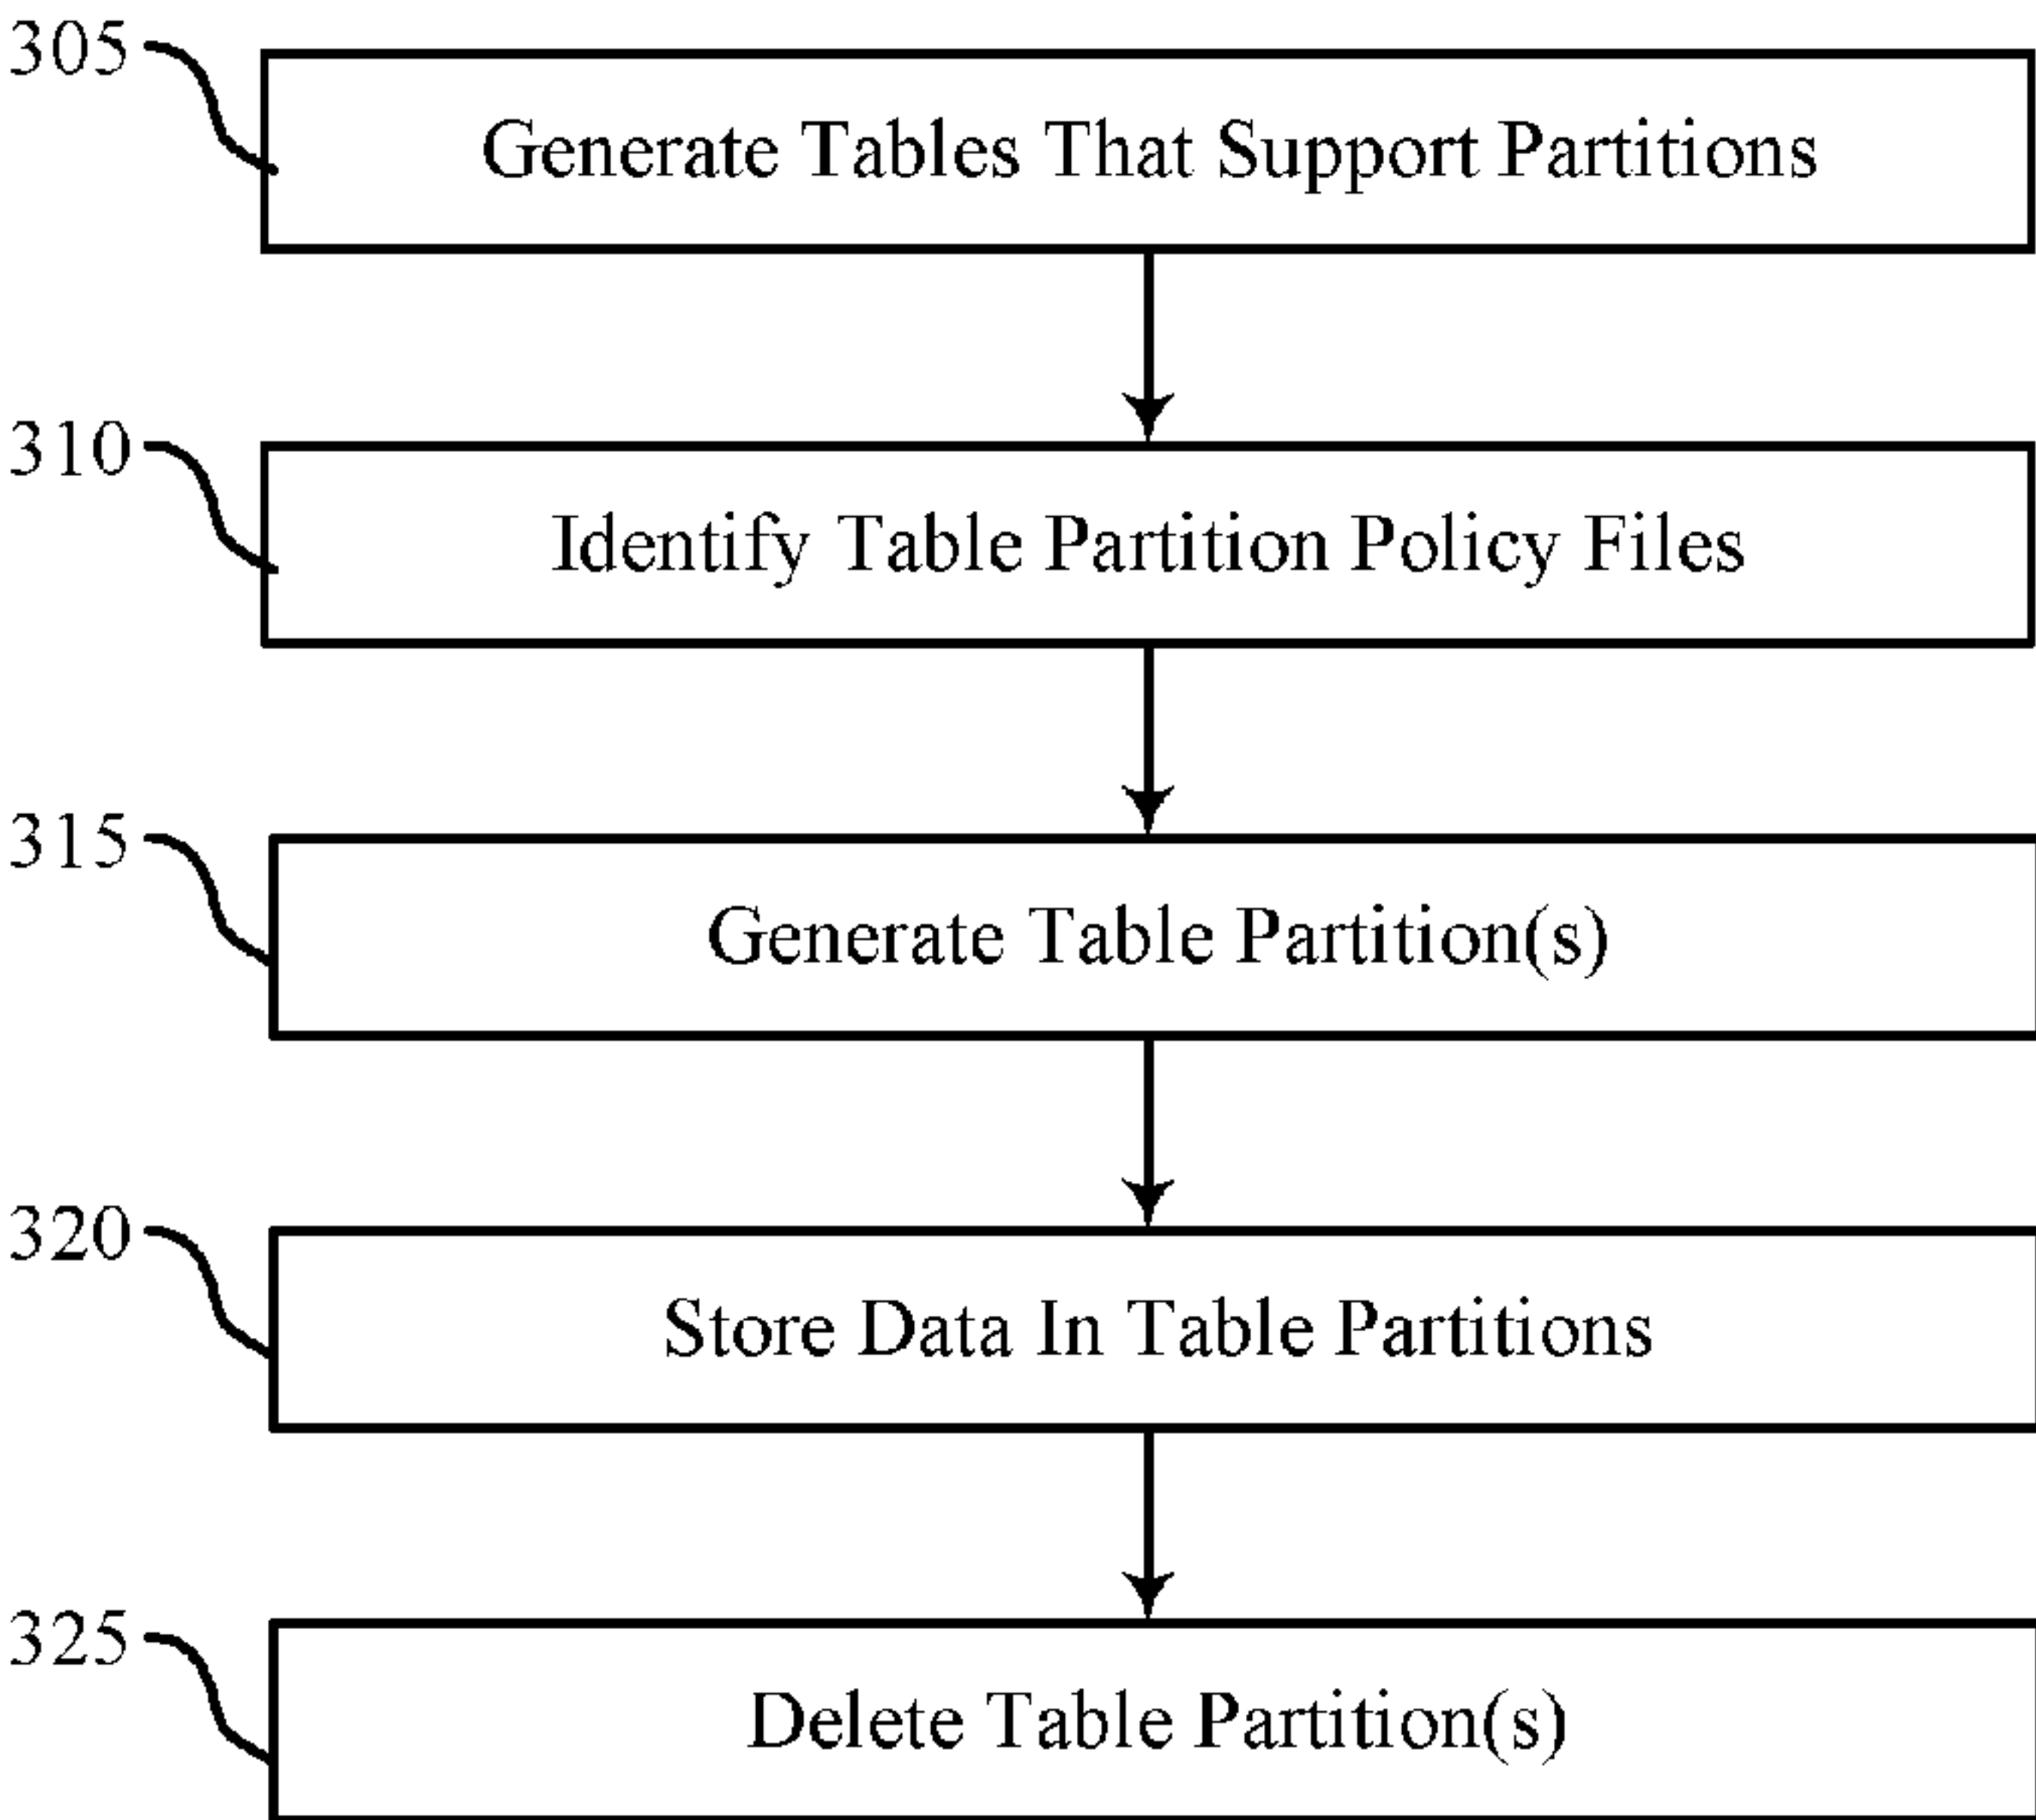 305
Generate Tables That Support Partitions
310
Identify Table Partition Policy Files
315
Generate Table Partition(s)
320
Store Data In Table Partitions
325
Delete Table Partition(s)